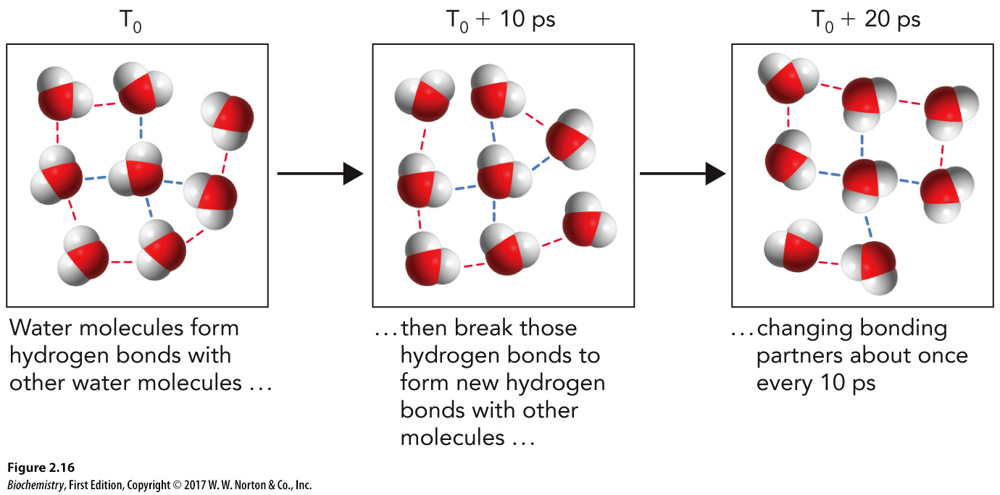 T₀
T₀ + 10 ps
T₀ + 20 ps
Water molecules form
hydrogen bonds with
other water molecules …
…then break those
hydrogen bonds to
form new hydrogen
bonds with other
molecules …
…changing bonding
partners about once
every 10 ps
Figure 2.16
Biochemistry, First Edition, Copyright © 2017 W. W. Norton & Co., Inc.